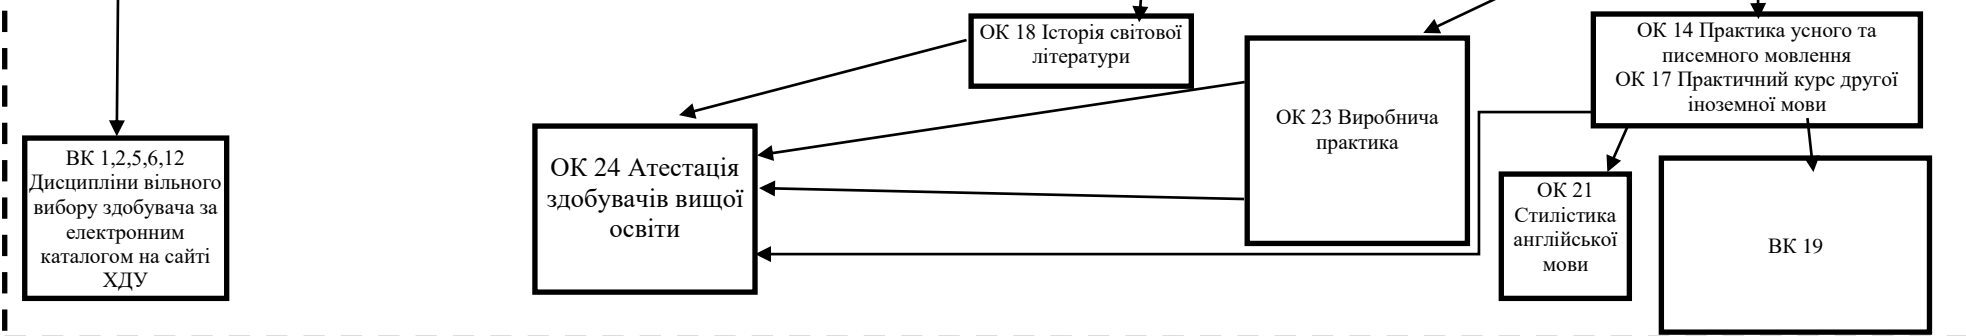 ВК 1,2,5,6,12
Дисципліни вільного
вибору здобувача за
електронним
каталогом на сайті
ХДУ
ОК 24 Атестація
здобувачів вищої
освіти
ОК 18 Історія світової
літератури
ОК 23 Виробнича
практика
ОК 14 Практика усного та
писемного мовлення
ОК 17 Практичний курс другої
іноземної мови
ОК 21
Стилістика
англійської
мови
ВК 19